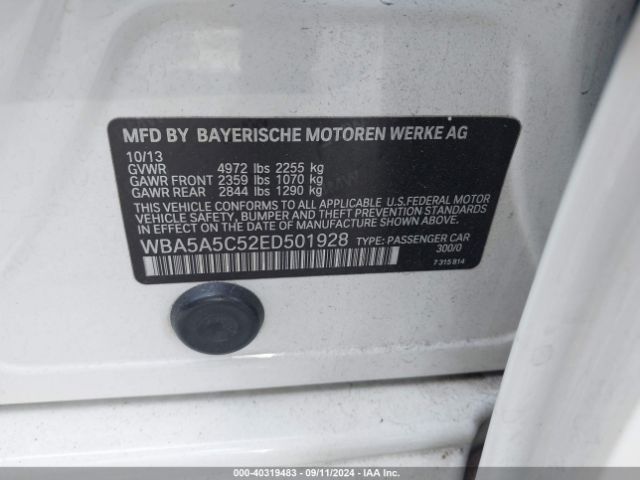 MFD BY BAYERISCHE MOTOREN WERKE AG
10/13
GVWR 4972 lbs 2255 kg
GAWR FRONT 2359 lbs 1070 kg
GAWR REAR 2844 lbs 1290 kg
THIS VEHICLE CONFORMS TO ALL APPLICABLE U.S.FEDERAL MOTOR
VEHICLE SAFETY, BUMPER AND THEFT PREVENTION STANDARDS
IN EFFECT ON THE DATE OF MANUFACTURE SHOWN ABOVE.
WBA5A5C52ED501928 TYPE: PASSENGER CAR
300/0
7 315 814
000-40319483 - 09/11/2024 - IAA Inc.